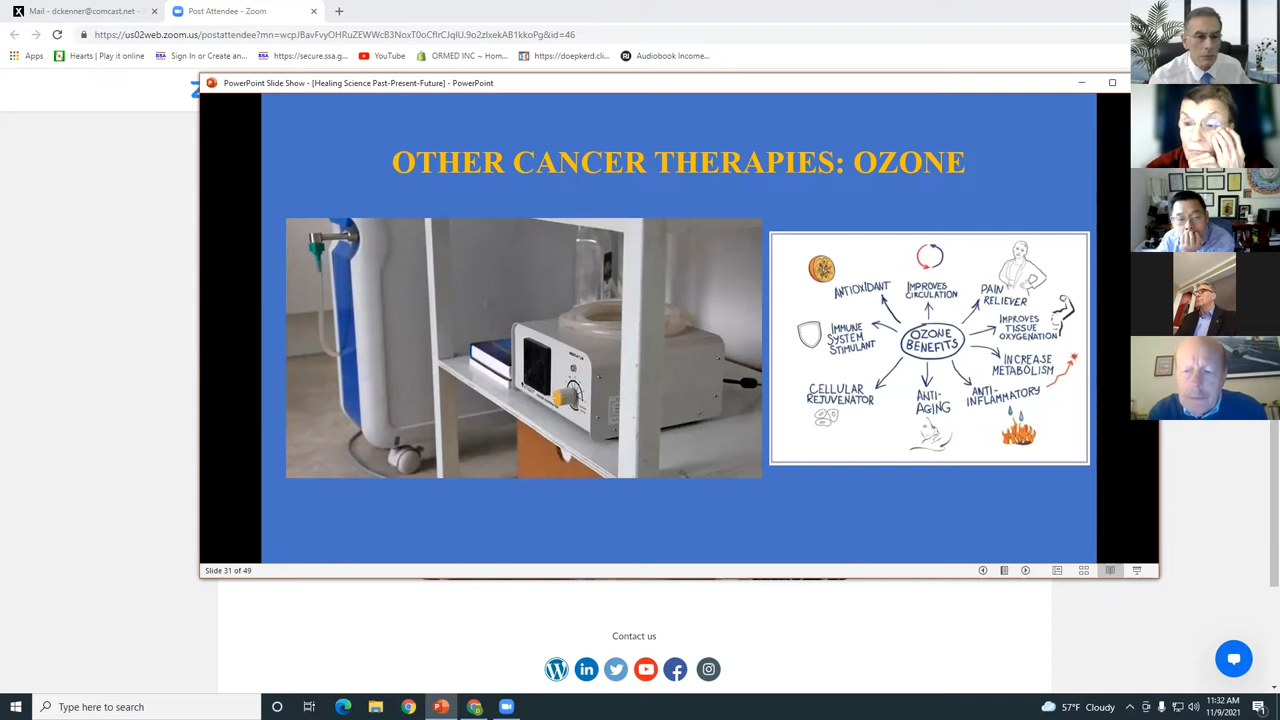 Mail - dckenner@comcast.net -
Post Attendee - Zoom
https://us02web.zoom.us/postattendee?mn=wcpJBavFvyOHRuZEWWcB3NoxT0cflrCJqIU.9o2zlxekAB1kkoPg&id=46
Apps
Hearts | Play it online
SSA
Sign In or Create an...
SSA
https://secure.ssa.g...
YouTube
ORMED INC ~ Hom...
https://doepkerd.cli...
Audiobook Income...
PowerPoint Slide Show - [Healing Science Past-Present-Future] - PowerPoint
OTHER CANCER THERAPIES: OZONE
ANTIOXIDANT
IMPROVES
CIRCULATION
PAIN
RELIEVER
IMMUNE
SYSTEM
STIMULANT
OZONE
BENEFITS
IMPROVES
TISSUE
OXYGENATION
INCREASE
METABOLISM
CELLULAR
REJUVENATOR
ANTI-
AGING
ANTI-
INFLAMMATORY
Slide 31 of 49
Contact us
Type here to search
57°F Cloudy
11:32 AM
11/9/2021